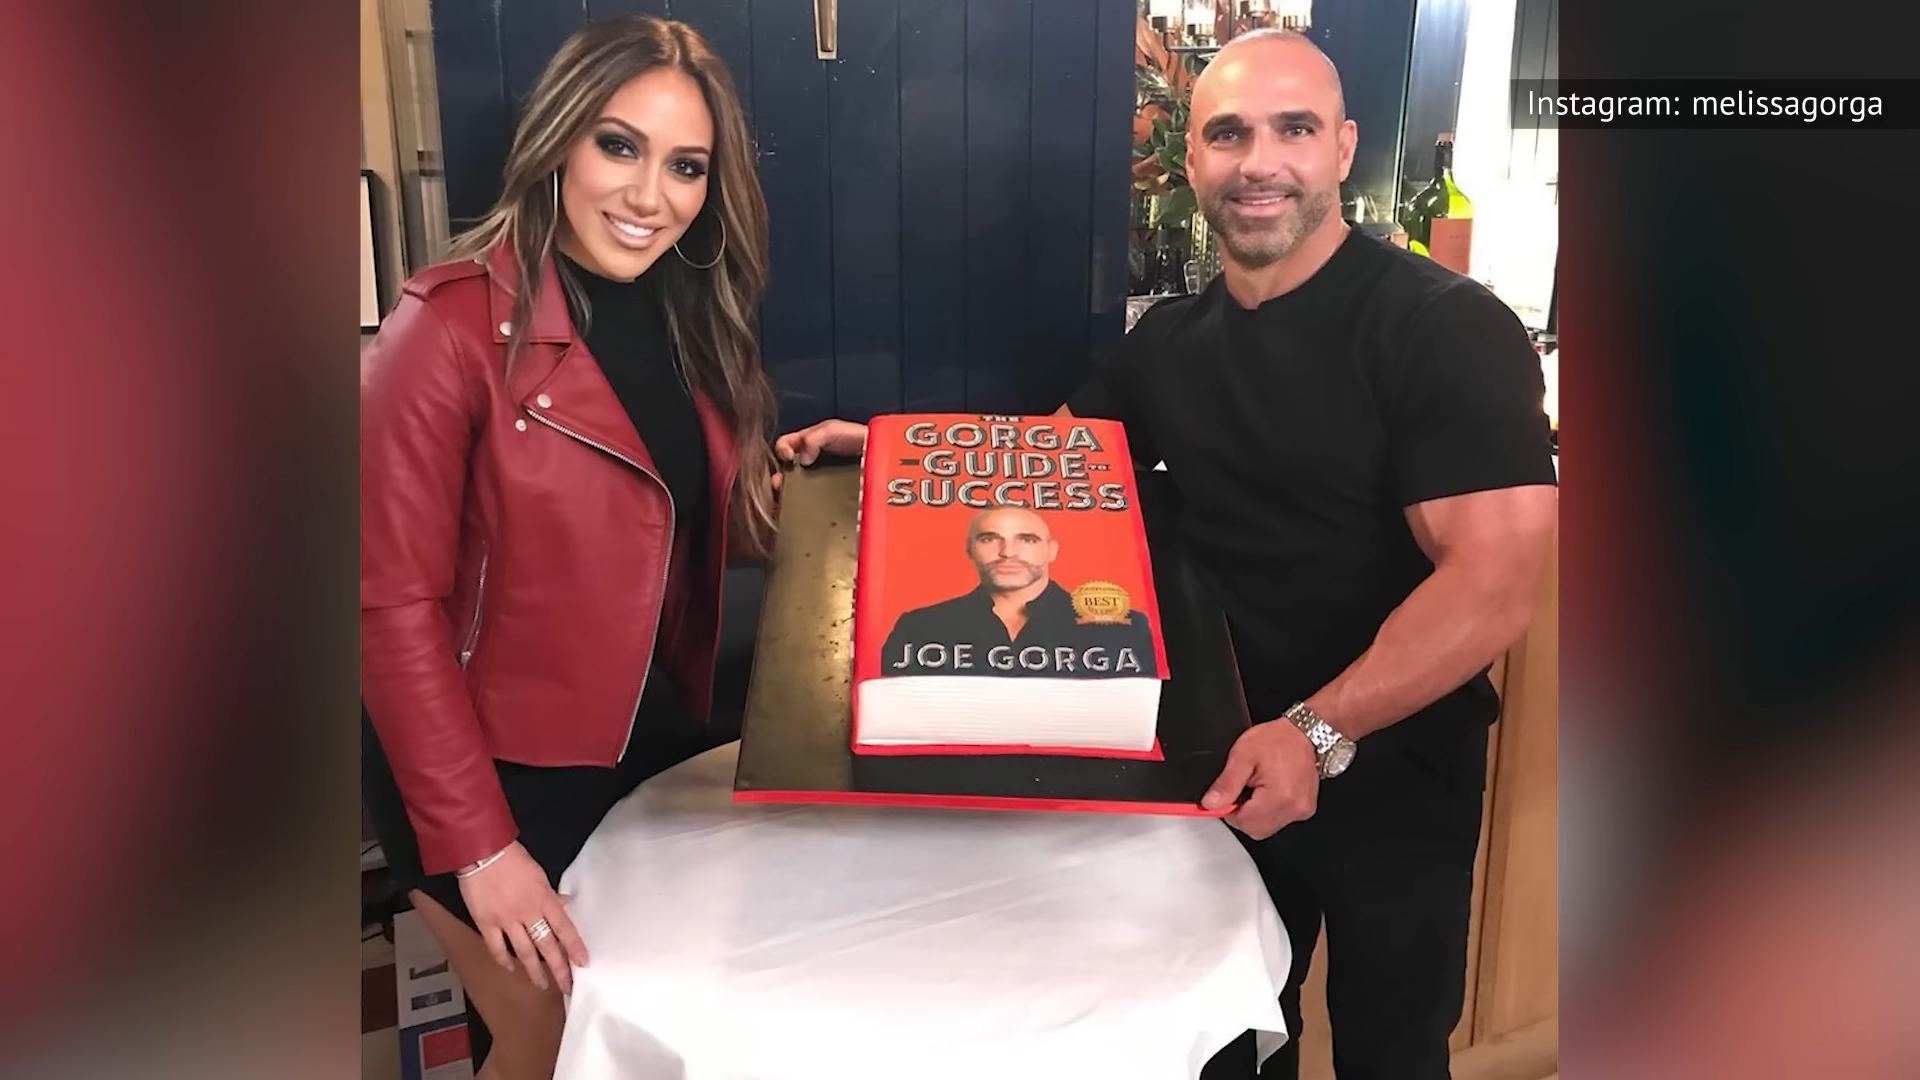 Instagram: melissagorga
THE
GORGA
GUIDE TO
SUCCESS
BEST
JOE GORGA